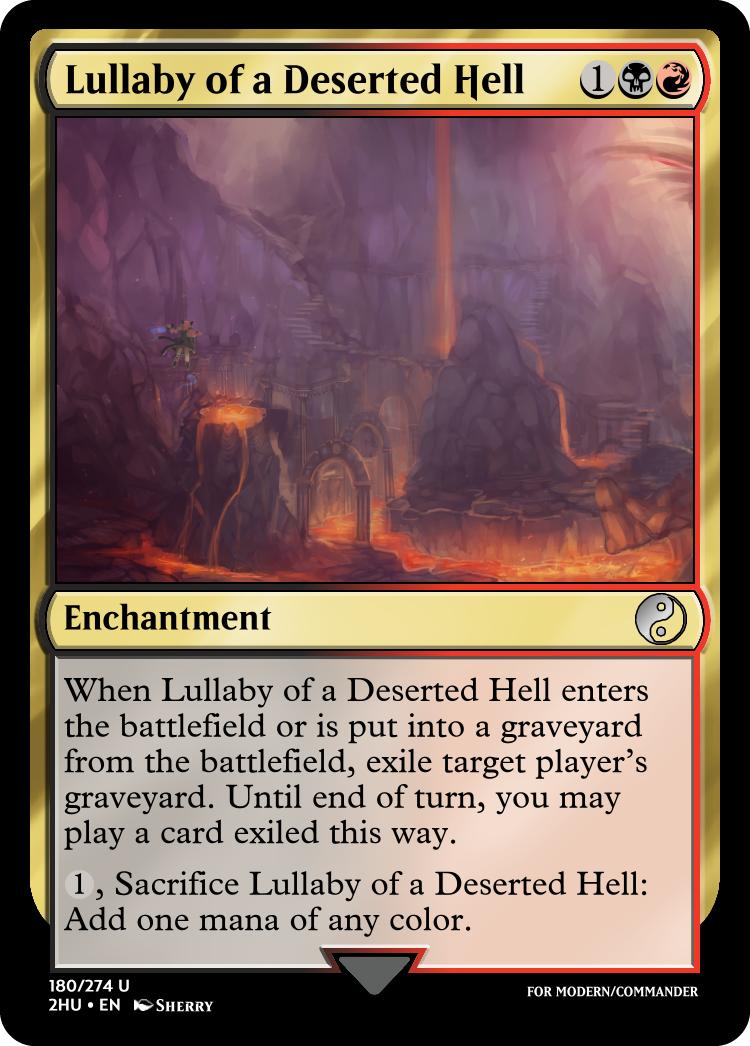 Lullaby of a Deserted Hell 1
Enchantment
When Lullaby of a Deserted Hell enters
the battlefield or is put into a graveyard
from the battlefield, exile target player’s
graveyard. Until end of turn, you may
play a card exiled this way.
1, Sacrifice Lullaby of a Deserted Hell:
Add one mana of any color.
180/274 U
2HU • EN SHERRY
FOR MODERN/COMMANDER